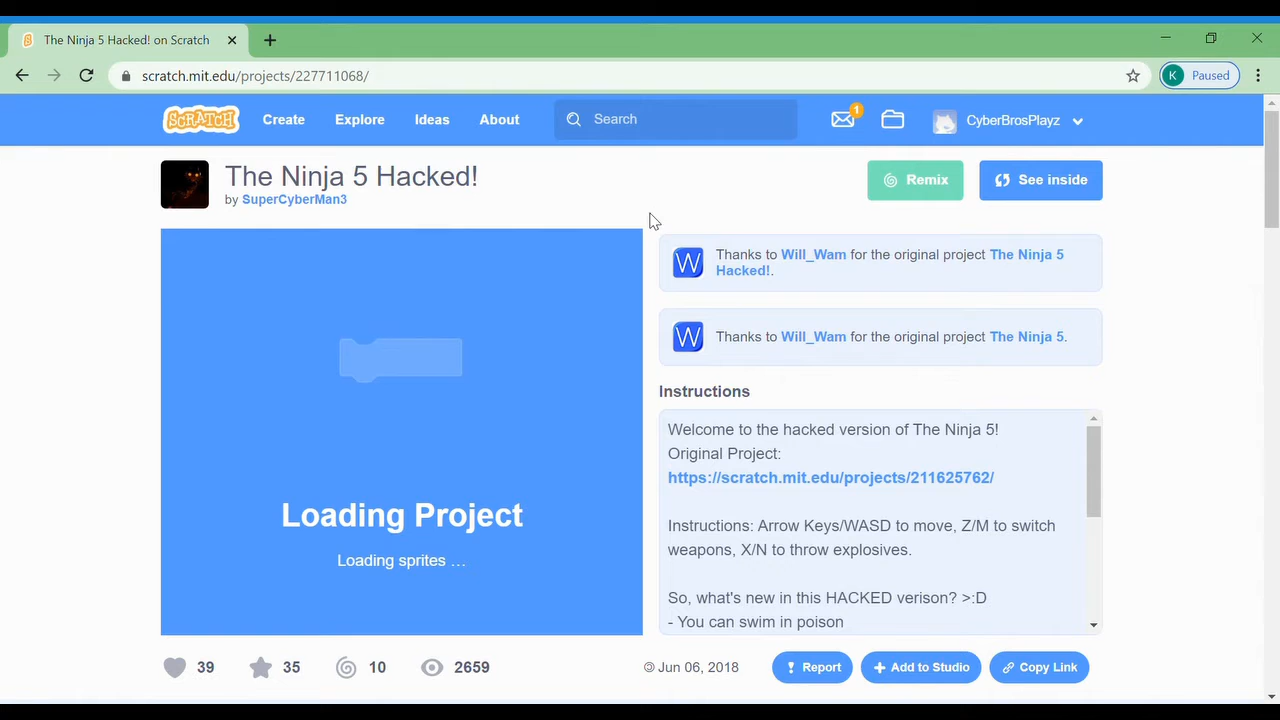 The Ninja 5 Hacked! on Scratch
scratch.mit.edu/projects/227711068/
K Paused
SCRATCH
Create
Explore
Ideas
About
Search
1
CyberBrosPlayz
The Ninja 5 Hacked!
by SuperCyberMan3
Remix
See inside
W
Thanks to Will_Wam for the original project The Ninja 5
Hacked!.
W
Thanks to Will_Wam for the original project The Ninja 5.
Loading Project
Loading sprites …
Instructions
Welcome to the hacked version of The Ninja 5!
Original Project:
https://scratch.mit.edu/projects/211625762/
Instructions: Arrow Keys/WASD to move, Z/M to switch
weapons, X/N to throw explosives.
So, what's new in this HACKED verison? >:D
- You can swim in poison
39
35
10
2659
© Jun 06, 2018
Report
Add to Studio
Copy Link